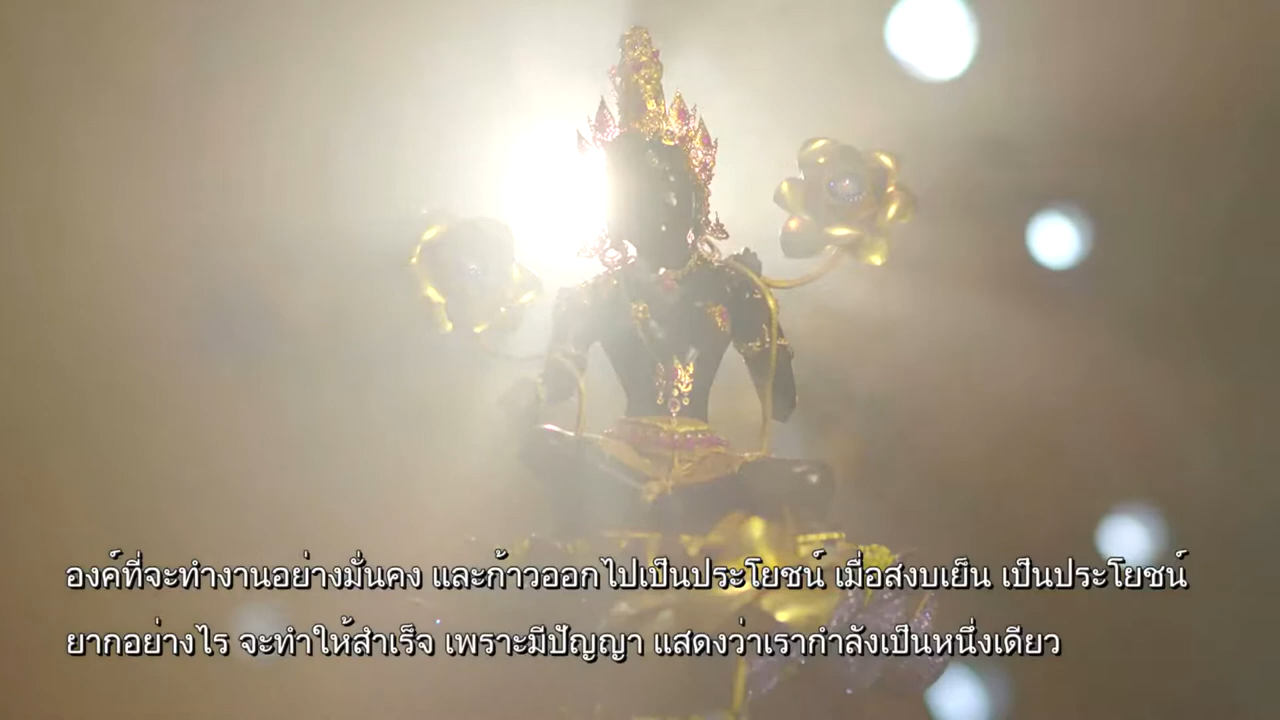 องค์ที่จะทำงานอย่างมั่นคง และก้าวออกไปเป็นประโยชน์ เมื่อสงบเย็น เป็นประโยชน์
ยากอย่างไร จะทำให้สำเร็จ เพราะมีปัญญา แสดงว่าเรากำลังเป็นหนึ่งเดียว